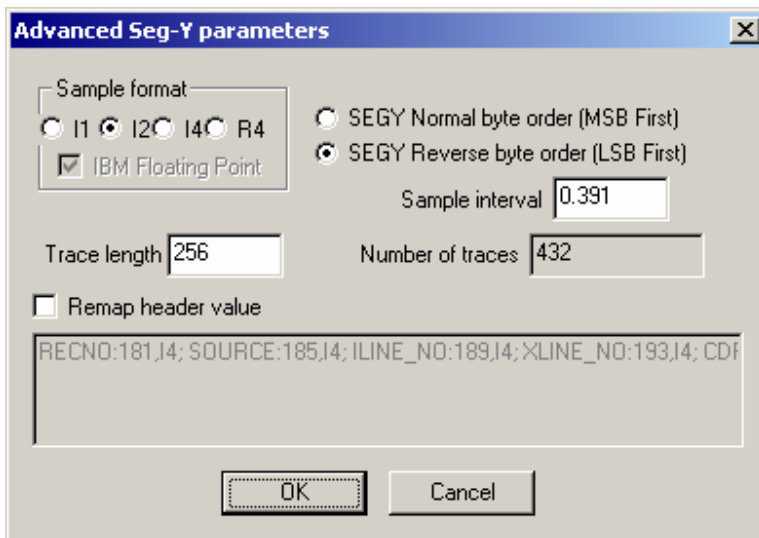 Advanced Seg-Y parameters
Sample format
I1 I2 I4 R4
IBM Floating Point
SEGY Normal byte order (MSB First)
SEGY Reverse byte order (LSB First)
Sample interval 0.391
Trace length 256
Number of traces 432
Remap header value
RECNO:181,I4; SOURCE:185,I4; ILINE_NO:189,I4; XLINE_NO:193,I4; CDP
OK Cancel